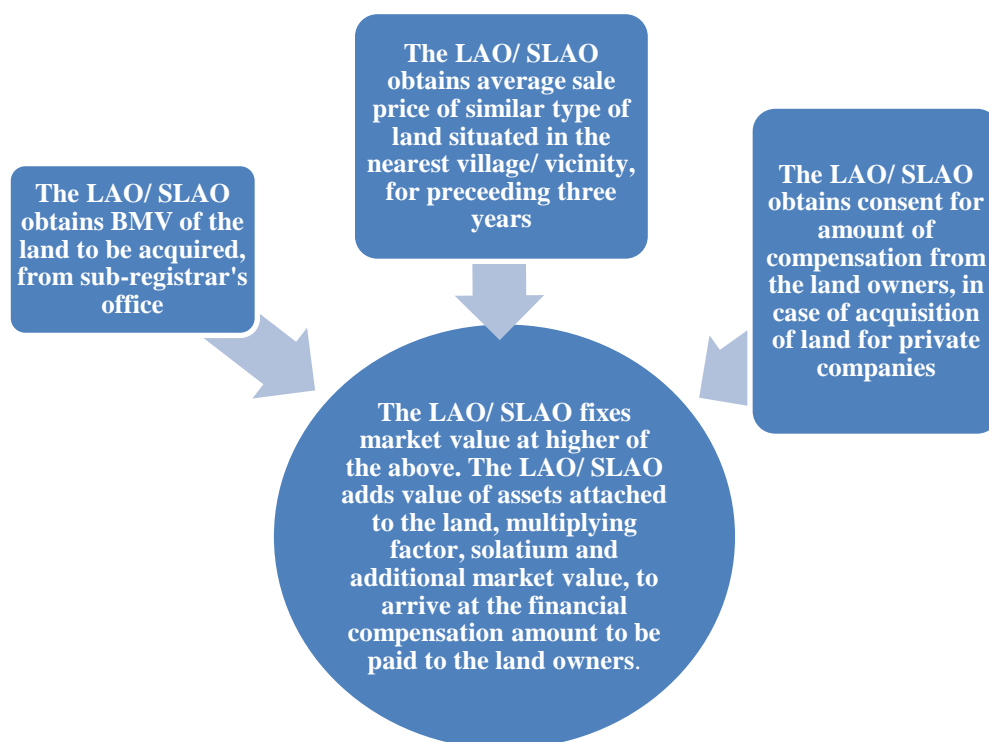 The LAO/ SLAO
obtains BMV of the
land to be acquired,
from sub-registrar's
office
The LAO/ SLAO
obtains average sale
price of similar type of
land situated in the
nearest village/ vicinity,
for preceeding three
years
The LAO/ SLAO
obtains consent for
amount of
compensation from
the land owners, in
case of acquisition
of land for private
companies
The LAO/ SLAO fixes
market value at higher of
the above. The LAO/ SLAO
adds value of assets attached
to the land, multiplying
factor, solatium and
additional market value, to
arrive at the financial
compensation amount to be
paid to the land owners.